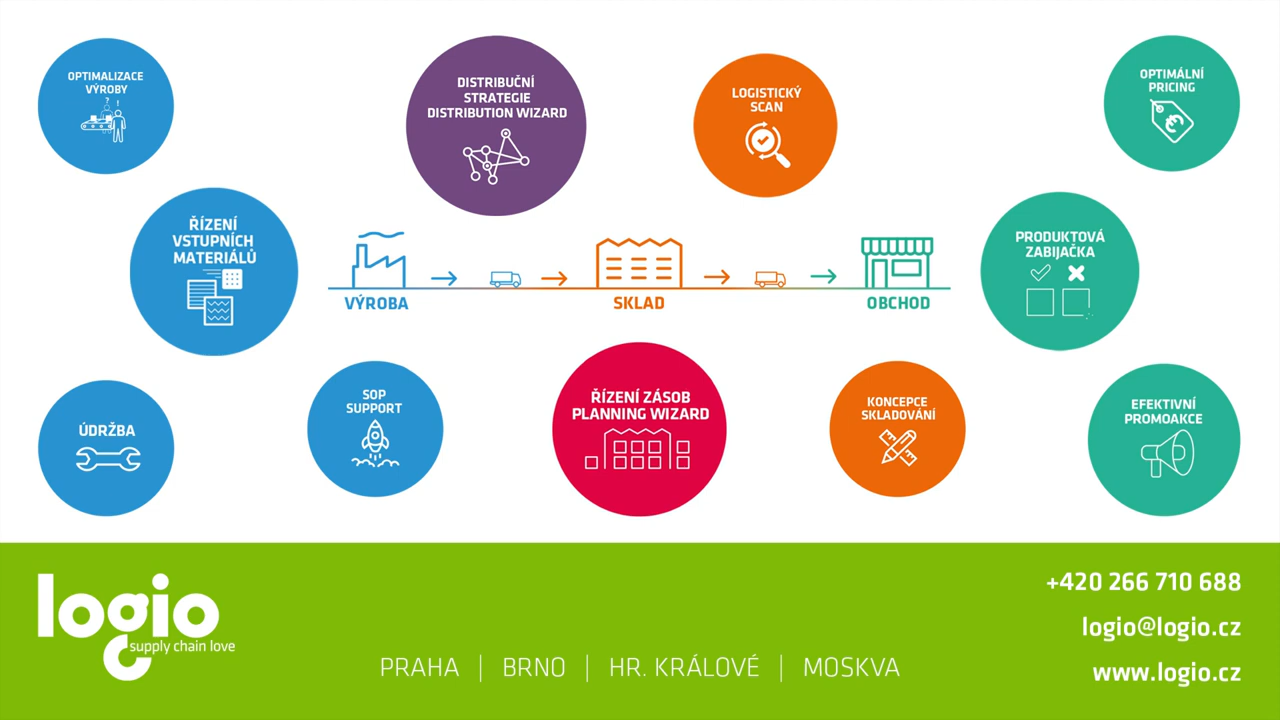 OPTIMALIZACE
VÝROBY
DISTRIBUČNÍ
STRATEGIE
DISTRIBUTION WIZARD
LOGISTICKÝ
SCAN
OPTIMÁLNÍ
PRICING
ŘÍZENÍ
VSTUPNÍCH
MATERIÁLŮ
PRODUKTOVÁ
ZABIJAČKA
VÝROBA
SKLAD
OBCHOD
ÚDRŽBA
SOP
SUPPORT
ŘÍZENÍ ZÁSOB
PLANNING WIZARD
KONCEPCE
SKLADOVÁNÍ
EFEKTIVNÍ
PROMOAKCE
logio
supply chain love
PRAHA | BRNO | HR. KRÁLOVÉ | MOSKVA
+420 266 710 688
logio@logio.cz
www.logio.cz